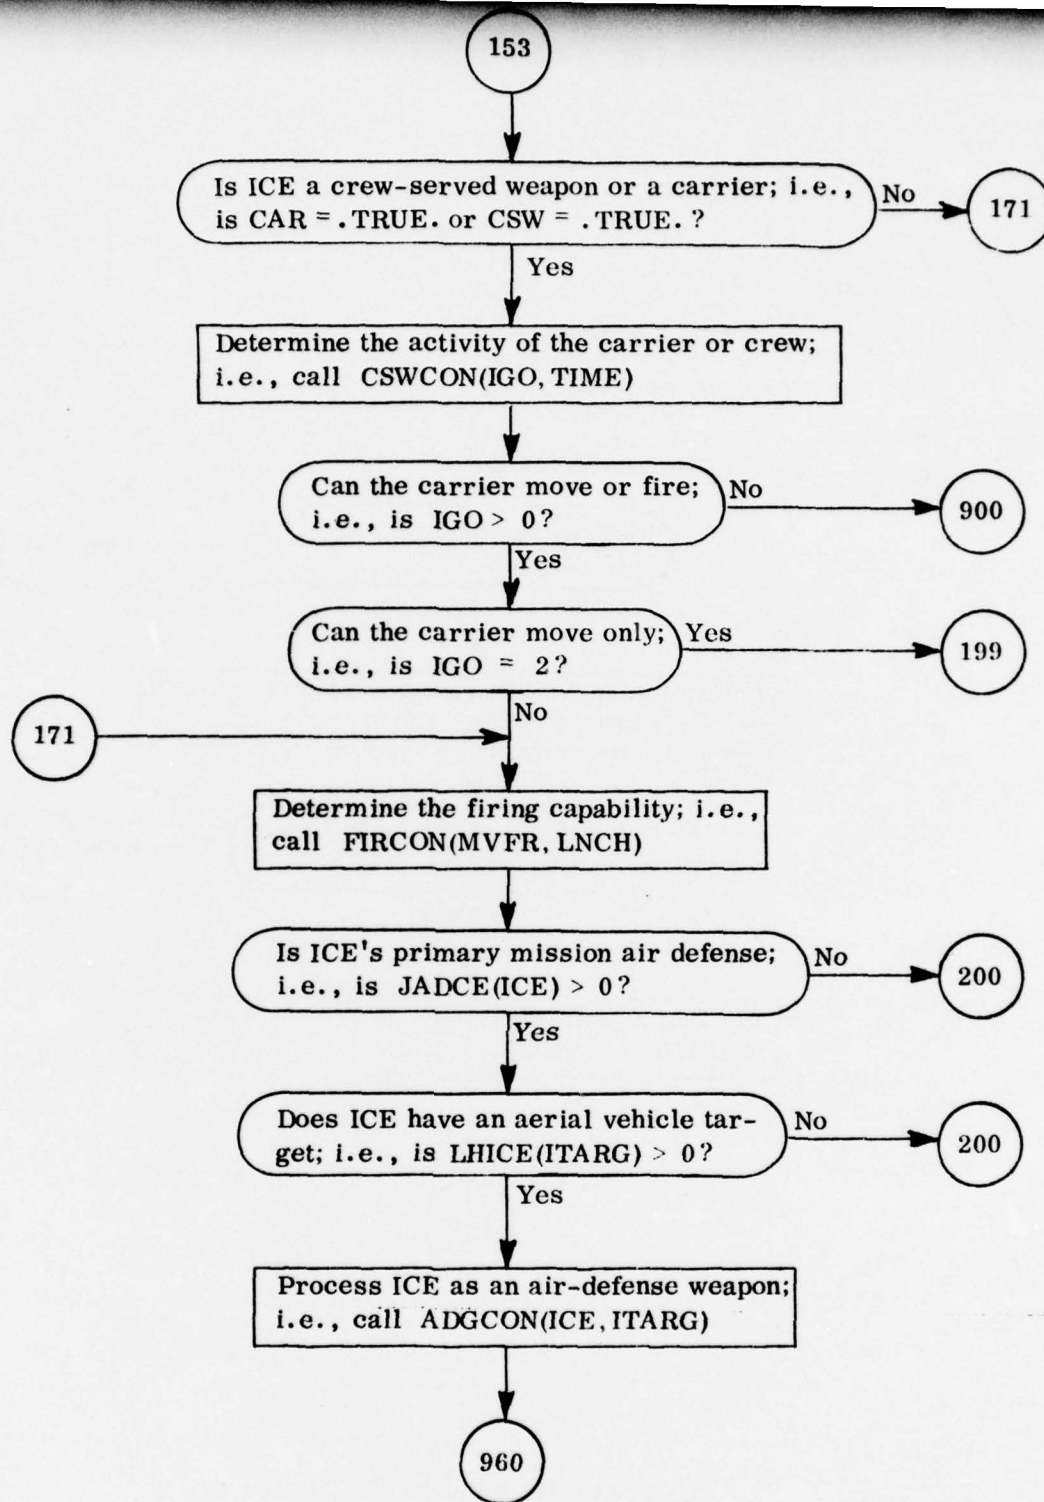 153
Is ICE a crew-served weapon or a carrier; i.e.,
is CAR = .TRUE. or CSW = .TRUE. ?
No
171
Yes
Determine the activity of the carrier or crew;
i.e., call CSWCON(IGO, TIME)
Can the carrier move or fire;
i.e., is IGO > 0?
No
900
Yes
Can the carrier move only;
i.e., is IGO = 2?
Yes
199
No
171
Determine the firing capability; i.e.,
call FIRCON(MVFR, LNCH)
Is ICE's primary mission air defense;
i.e., is JADCE(ICE) > 0?
No
200
Yes
Does ICE have an aerial vehicle tar-
get; i.e., is LHICE(ITARG) > 0?
No
200
Yes
Process ICE as an air-defense weapon;
i.e., call ADGCON(ICE, ITARG)
960